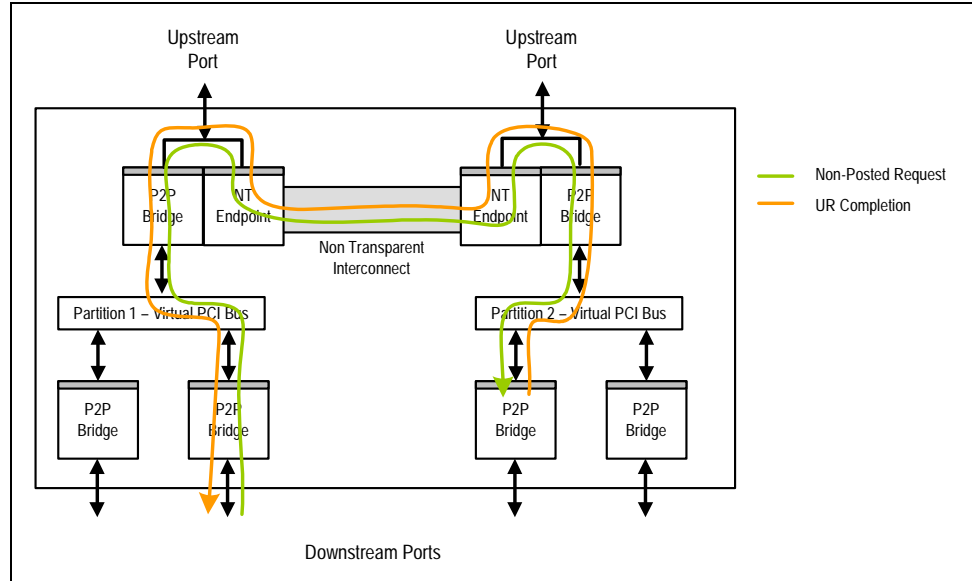 Upstream
Port
Upstream
Port
P2P
Bridge
NT
Endpoint
NT
Endpoint
P2P
Bridge
Non-Posted Request
UR Completion
Non Transparent
Interconnect
Partition 1 – Virtual PCI Bus
Partition 2 – Virtual PCI Bus
P2P
Bridge
P2P
Bridge
P2P
Bridge
P2P
Bridge
Downstream Ports